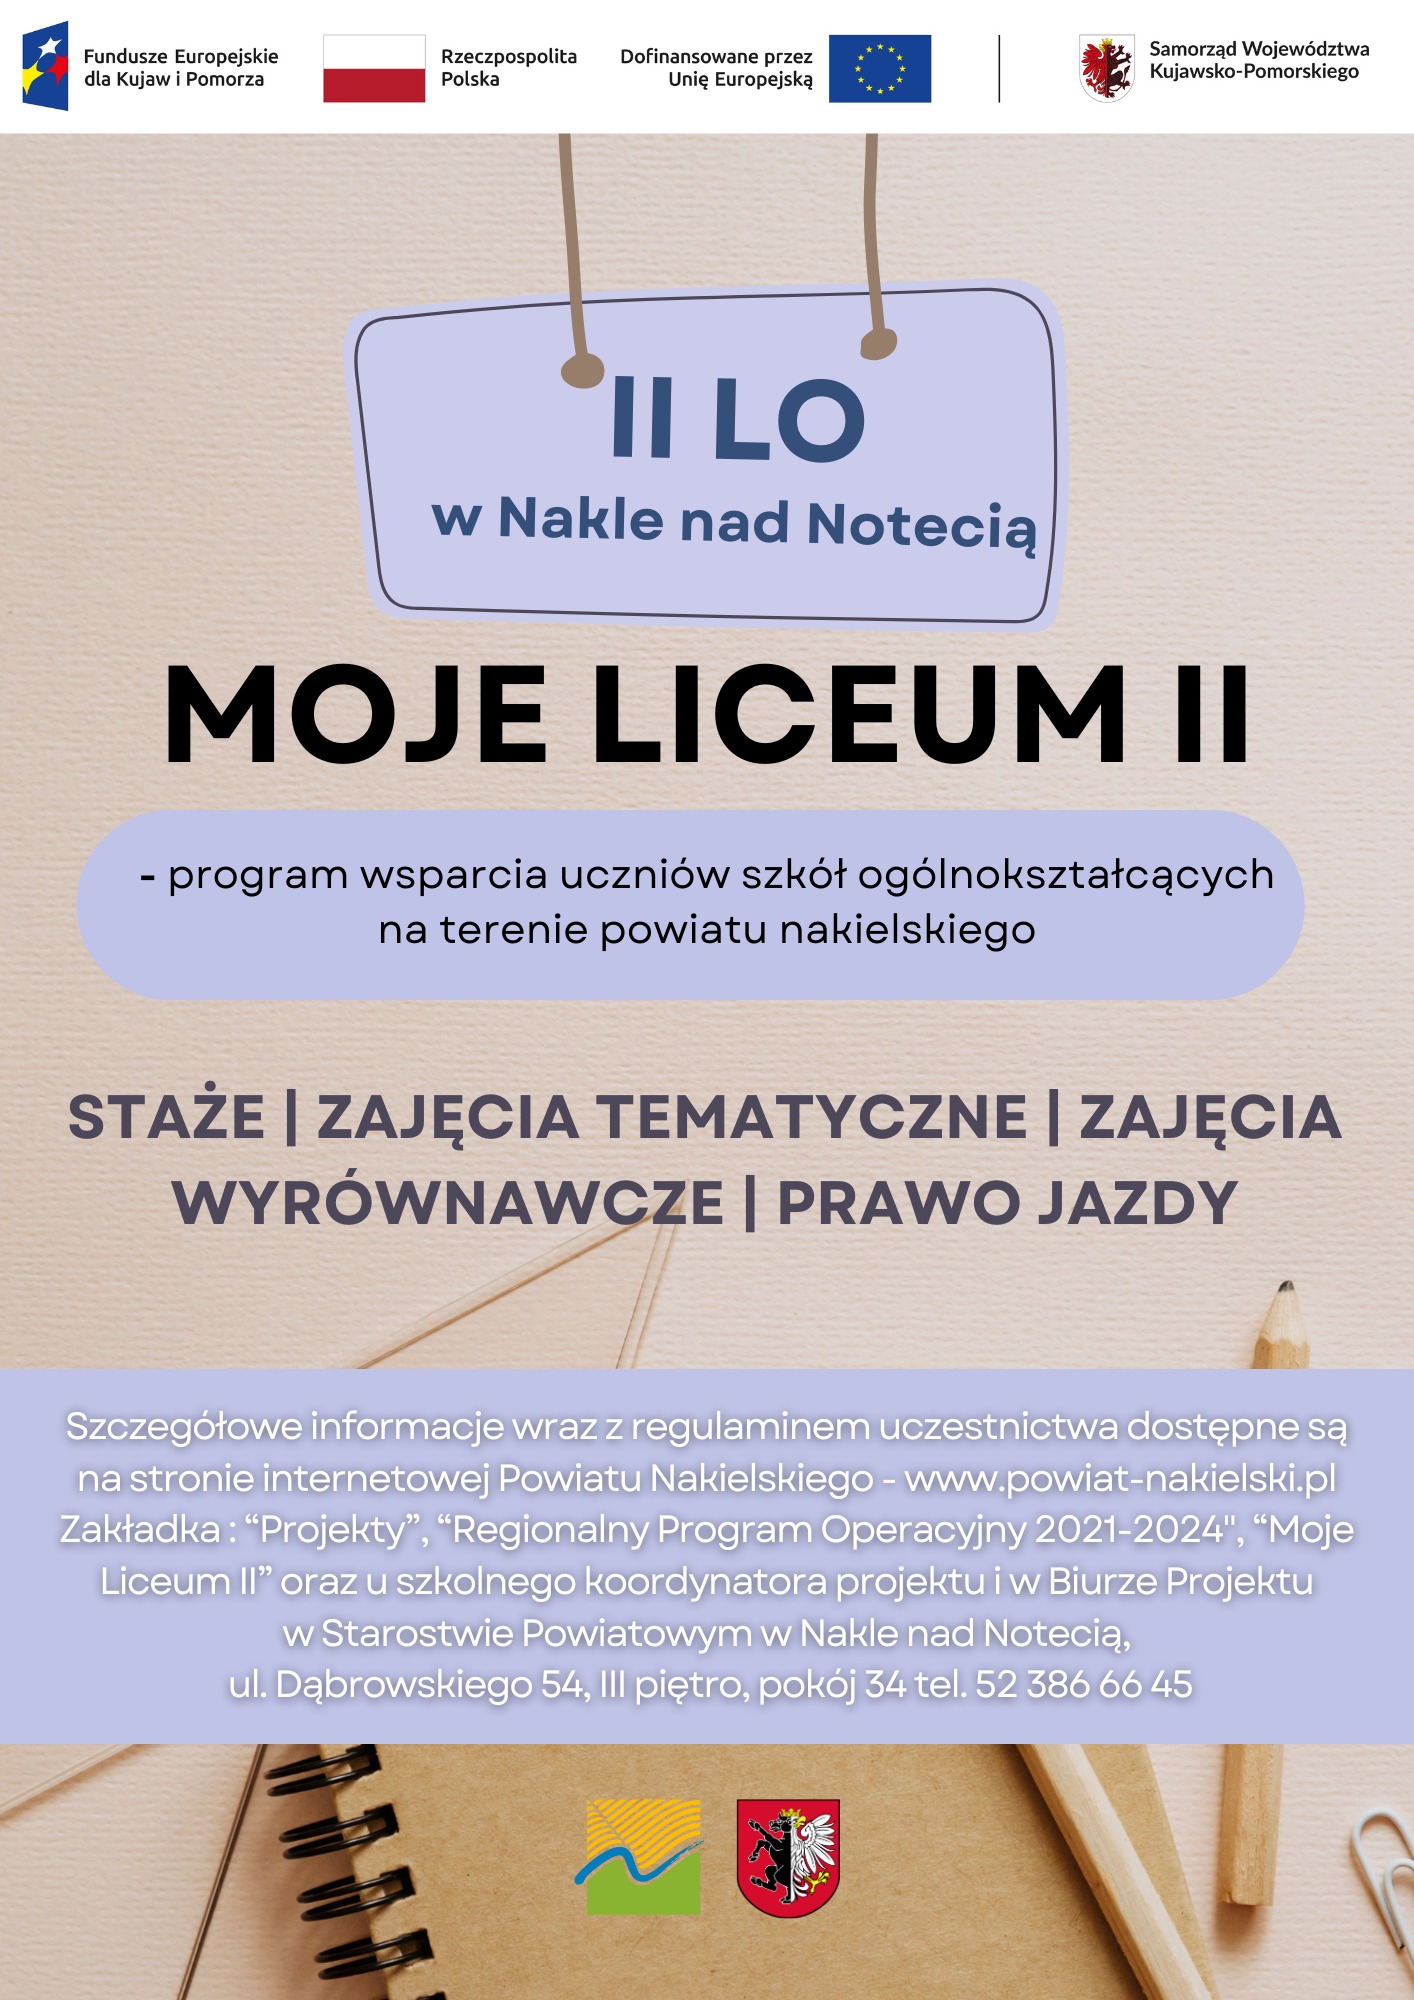 Fundusze Europejskie
dla Kujaw i Pomorza
Rzeczpospolita
Polska
Dofinansowane przez
Unię Europejską
Samorząd Województwa
Kujawsko-Pomorskiego
II LO
w Nakle nad Notecią
MOJE LICEUM II
- program wsparcia uczniów szkół ogólnokształcących
na terenie powiatu nakielskiego
STAŻE | ZAJĘCIA TEMATYCZNE | ZAJĘCIA
WYRÓWNAWCZE | PRAWO JAZDY
Szczegółowe informacje wraz z regulaminem uczestnictwa dostępne są
na stronie internetowej Powiatu Nakielskiego - www.powiat-nakielski.pl
Zakładka : “Projekty”, “Regionalny Program Operacyjny 2021-2024", “Moje
Liceum II” oraz u szkolnego koordynatora projektu i w Biurze Projektu
w Starostwie Powiatowym w Nakle nad Notecią,
ul. Dąbrowskiego 54, III piętro, pokój 34 tel. 52 386 66 45